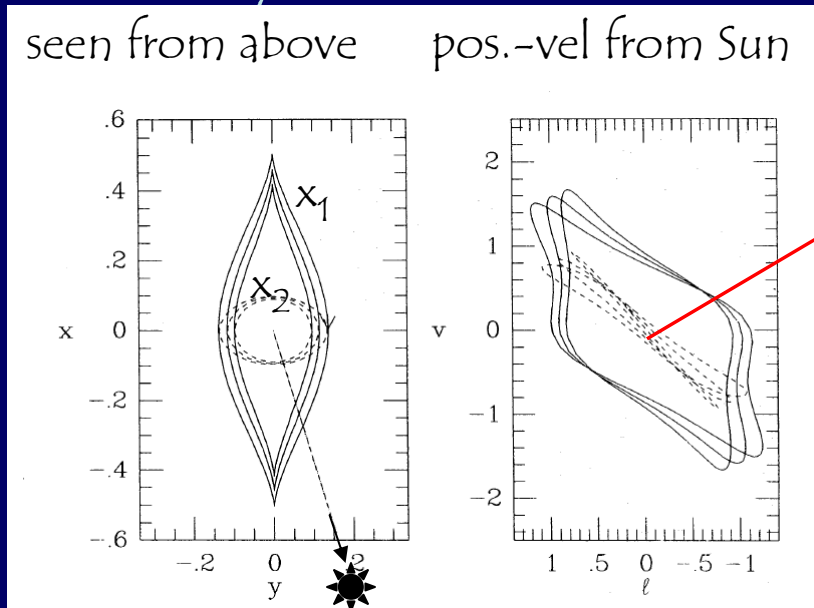 seen from above
pos.-vel from Sun
.6
.4
.2
0
-.2
-.4
-.6
x
x₁
x₂
-.2 0 .2
y
2
1
0
-1
-2
v
1 .5 0 -.5 -1
ℓ